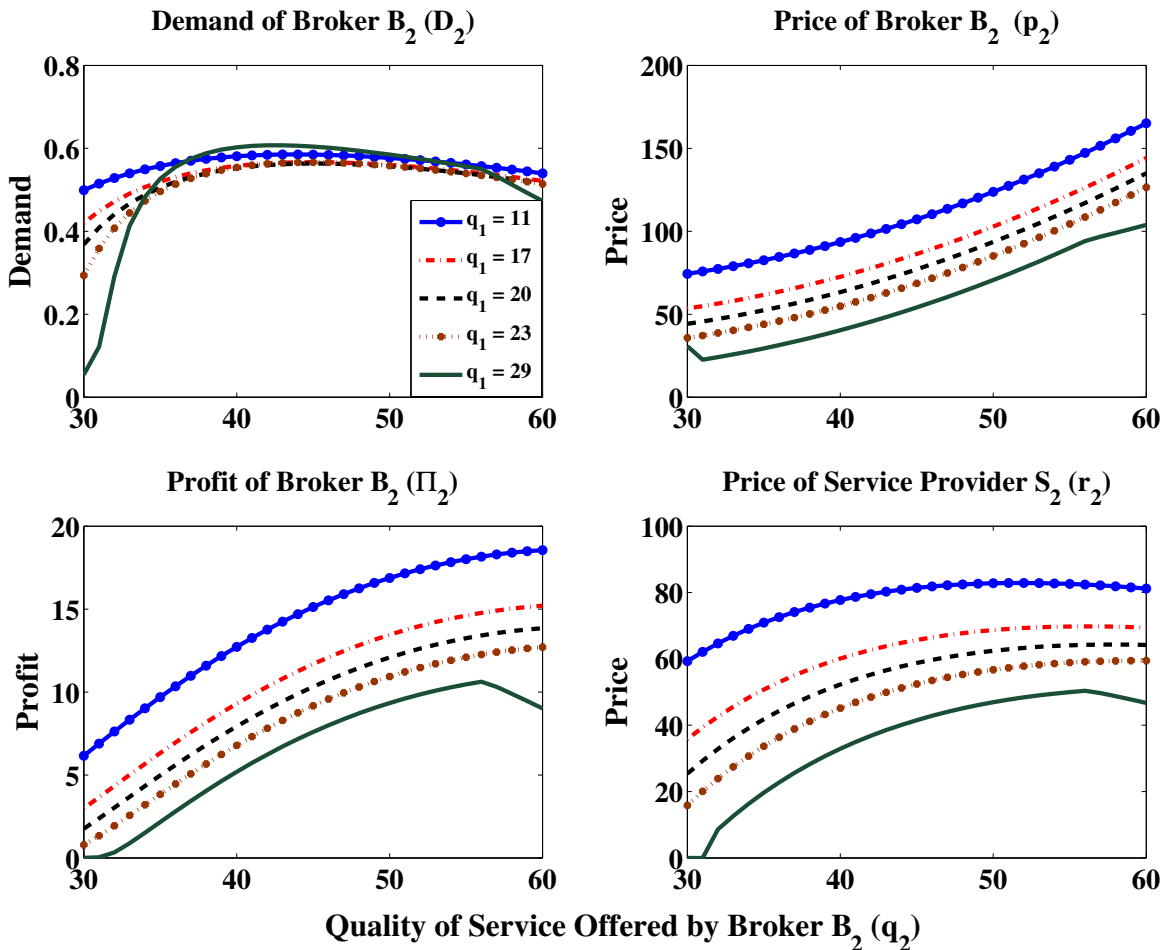 Demand of Broker B2 (D2)
Demand
0.8
0.6
0.4
0.2
0
30
40
50
60
q1 = 11
q1 = 17
q1 = 20
q1 = 23
q1 = 29
Price of Broker B2 (p2)
Price
200
150
100
50
0
30
40
50
60
Profit of Broker B2 (Π2)
Profit
20
15
10
5
0
30
40
50
60
Price of Service Provider S2 (r2)
Price
100
80
60
40
20
0
30
40
50
60
Quality of Service Offered by Broker B2 (q2)